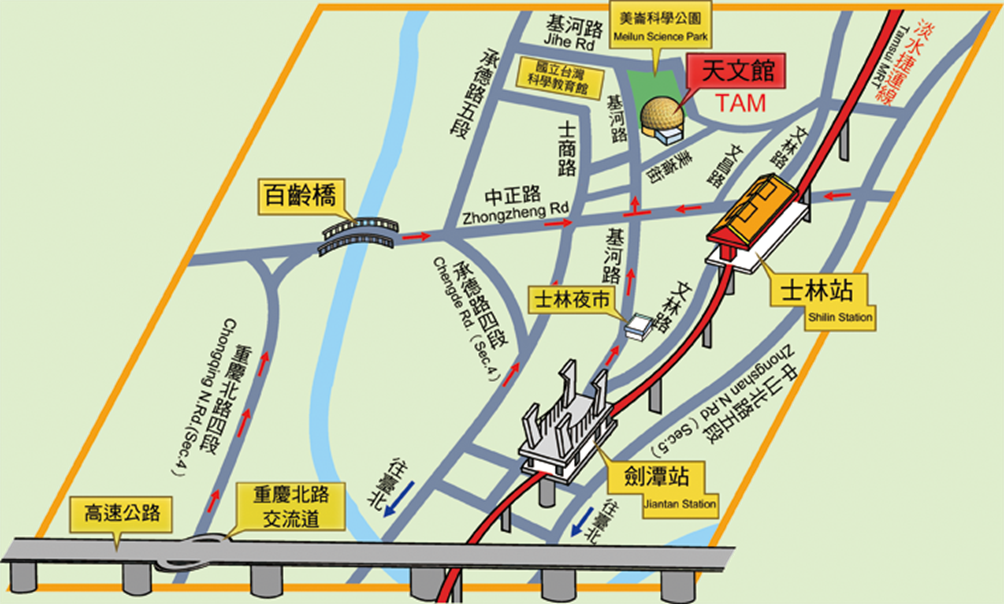 基河路
Jihe Rd
美崙科學公園
Meilun Science Park
淡水捷運線
Tamsui MRT
承德路五段
國立台灣
科學教育館
天文館
TAM
基河路
士商路
美崙街
文昌路
文林路
百齡橋
中正路
Zhongzheng Rd
基河路
承德路四段
Chengde Rd. (Sec.4)
士林夜市
文林路
士林站
Shilin Station
重慶北路四段
Chongqing N.Rd.(Sec.4)
中山北路五段
Zhongshan N.Rd (Sec.5)
劍潭站
Jiantan Station
往臺北
往臺北
重慶北路
交流道
高速公路